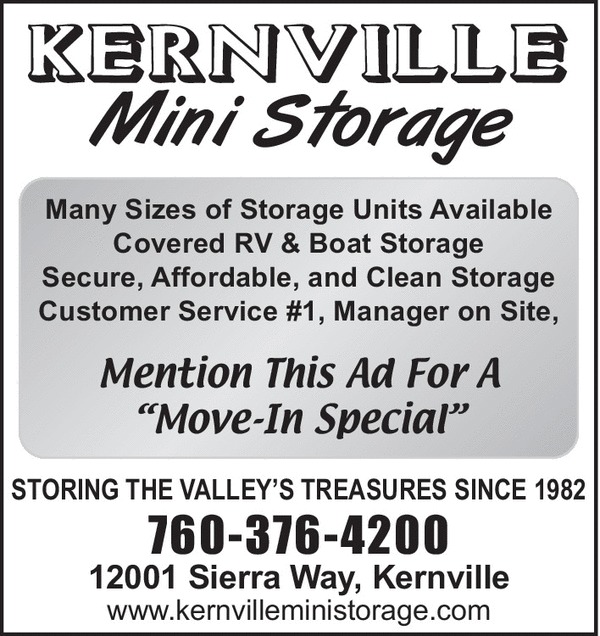 KERNVILLE
Mini Storage
Many Sizes of Storage Units Available
Covered RV & Boat Storage
Secure, Affordable, and Clean Storage
Customer Service #1, Manager on Site,
Mention This Ad For A
“Move-In Special”
STORING THE VALLEY’S TREASURES SINCE 1982
760-376-4200
12001 Sierra Way, Kernville
www.kernvilleministorage.com